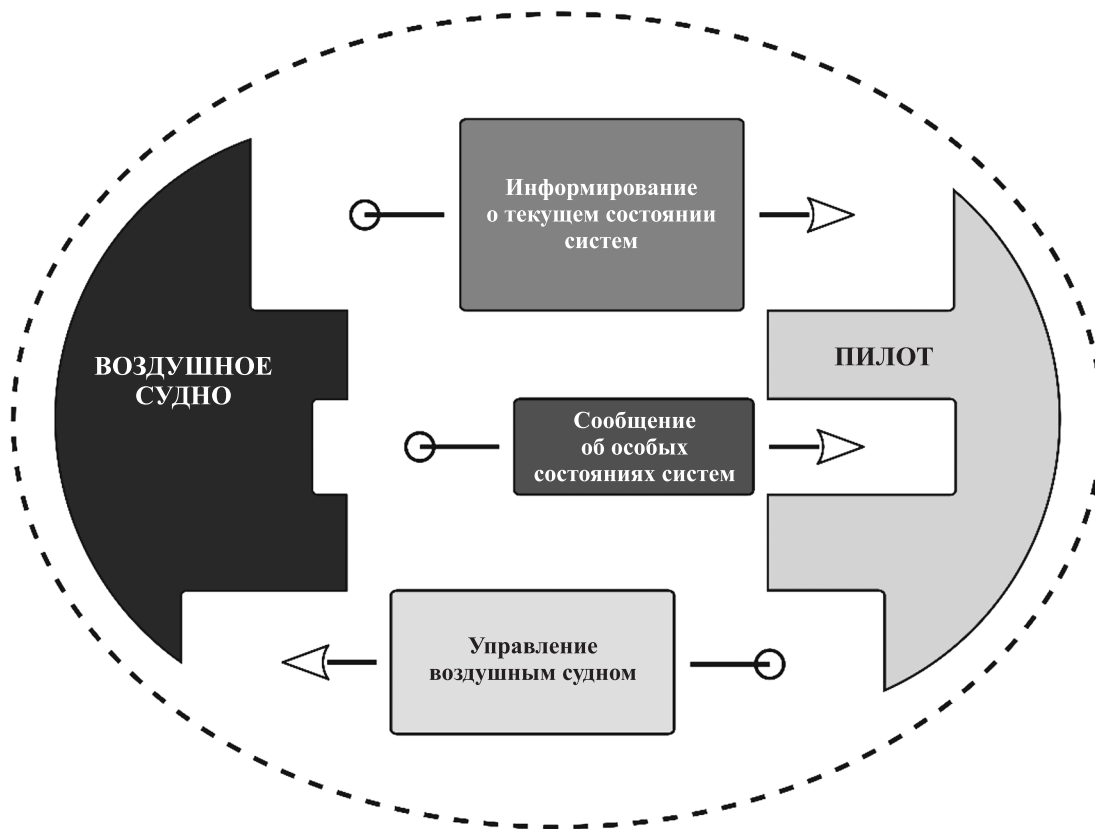 Информирование
о текущем состоянии
систем
ВОЗДУШНОЕ
СУДНО
ПИЛОТ
Сообщение
об особых
состояниях систем
Управление
воздушным судном